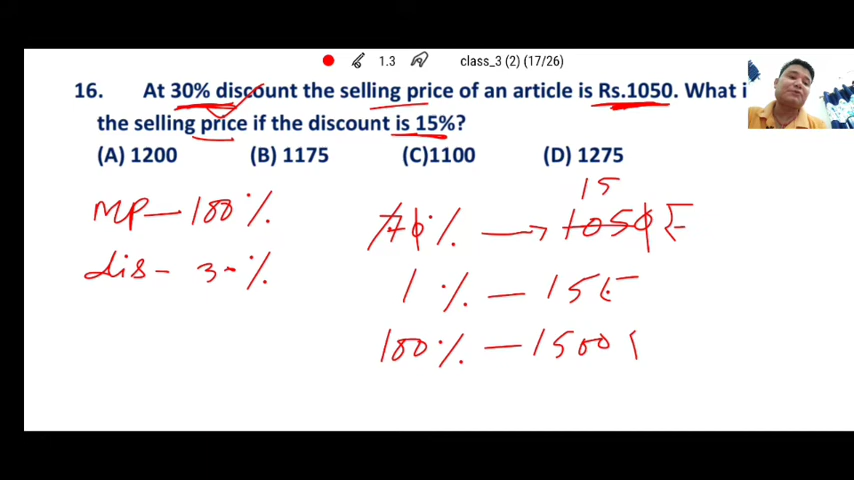 1.3 class_3 (2) (17/26)
16. At 30% discount the selling price of an article is Rs.1050. What i
the selling price if the discount is 15%?
(A) 1200 (B) 1175 (C)1100 (D) 1275
15
MP — 100 % 70 % → 1050
dis - 30 % 1 % — 15
100 % — 1500